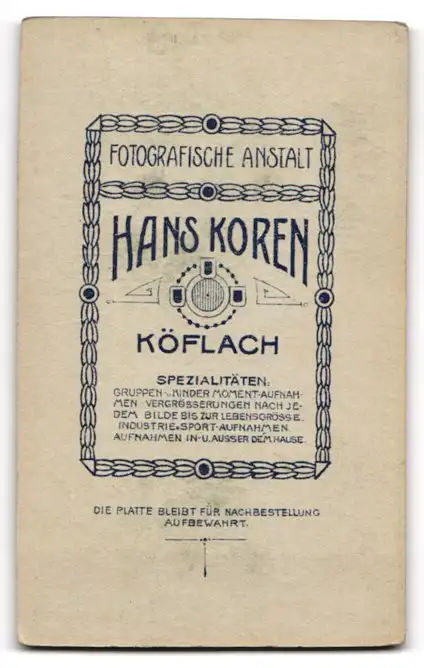 FOTOGRAFISCHE ANSTALT
HANS KOREN
KÖFLACH
SPEZIALITÄTEN:
GRUPPEN- U. KINDER MOMENT-AUFNAH-
MEN VERGRÖSSERUNGEN NACH JE-
DEM BILDE BIS ZUR LEBENSGRÖSSE.
INDUSTRIE & SPORT-AUFNAHMEN.
AUFNAHMEN IN- U. AUSSER DEM HAUSE.
DIE PLATTE BLEIBT FÜR NACHBESTELLUNG
AUFBEWAHRT.